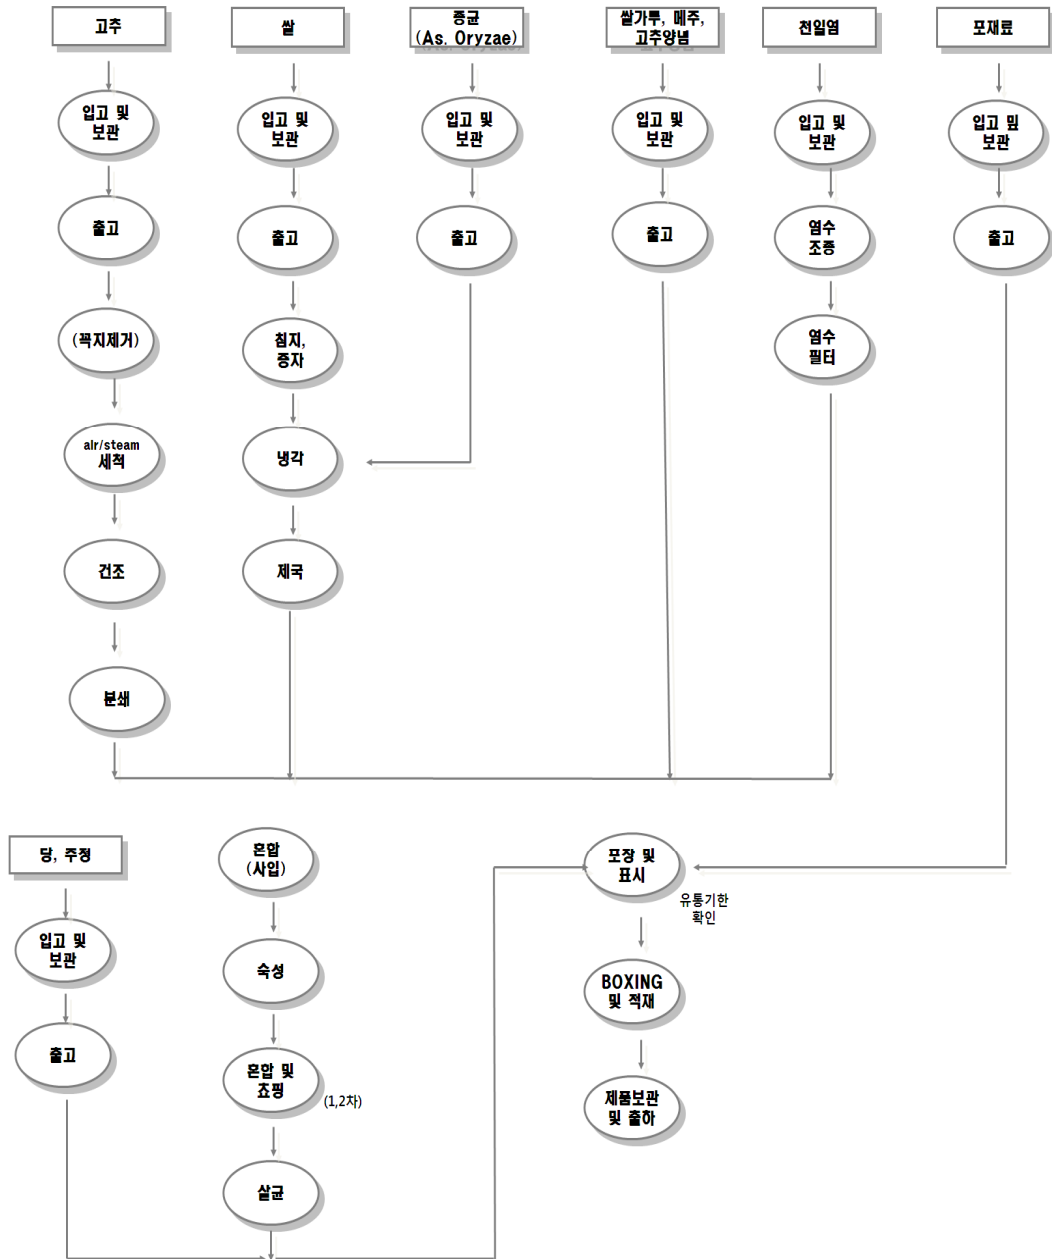 고추
쌀
종균
(As. Oryzae)
쌀가루, 메주,
고추양념
천일염
포재료
입고 및
보관
입고 및
보관
입고 및
보관
입고 및
보관
입고 및
보관
입고 및
보관
출고
출고
출고
출고
염수
조종
출고
(꼭지제거)
침지,
증자
염수
필터
air/steam
세척
냉각
건조
제국
분쇄
당, 주정
혼합
(사입)
포장 및
표시
유통기한
확인
입고 및
보관
숙성
BOXING
및 적재
출고
혼합 및
쵸핑
(1,2차)
제품보관
및 출하
살균